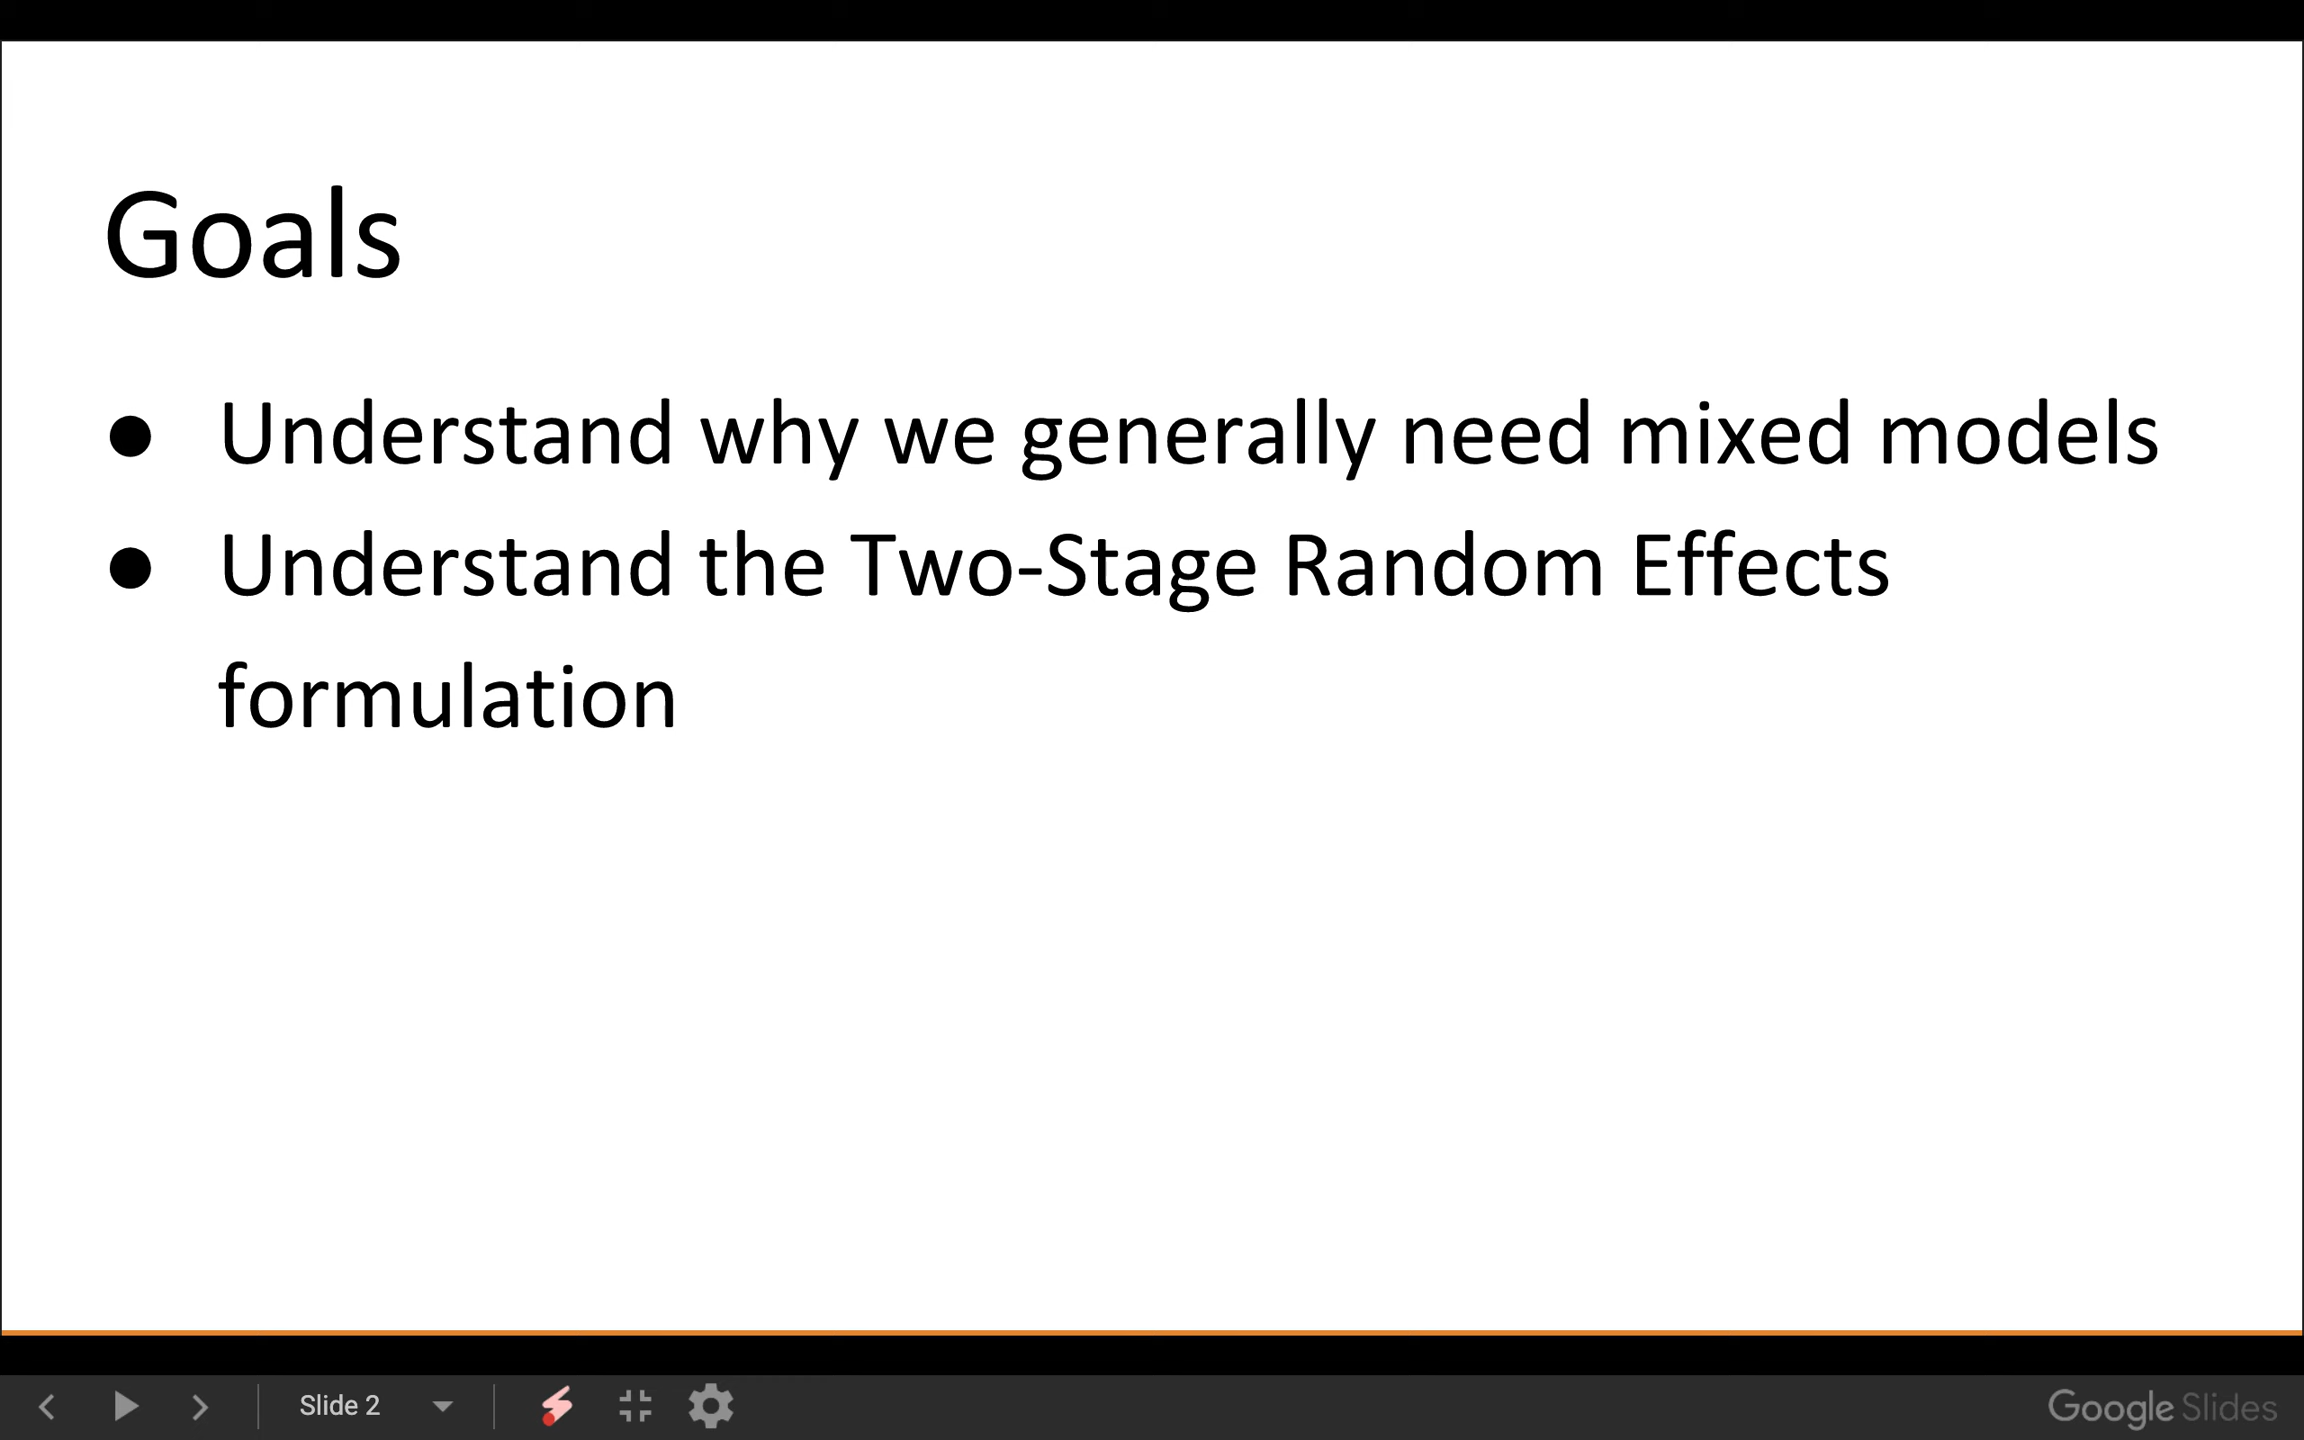 Goals
● Understand why we generally need mixed models
● Understand the Two-Stage Random Effects
formulation
Slide 2
Google Slides